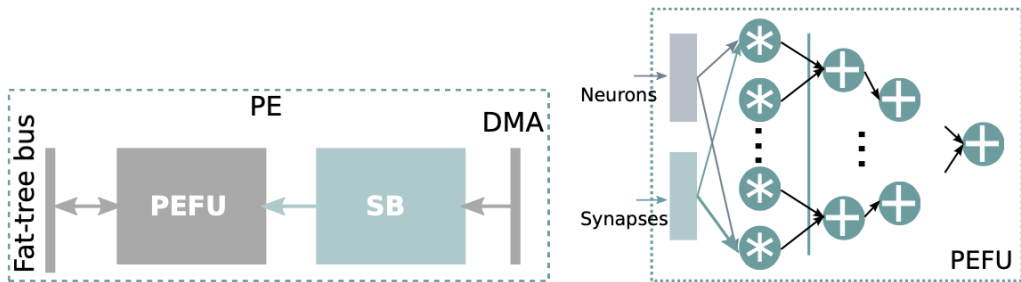 PE
DMA
Fat-tree bus
PEFU
SB
Neurons
Synapses
PEFU